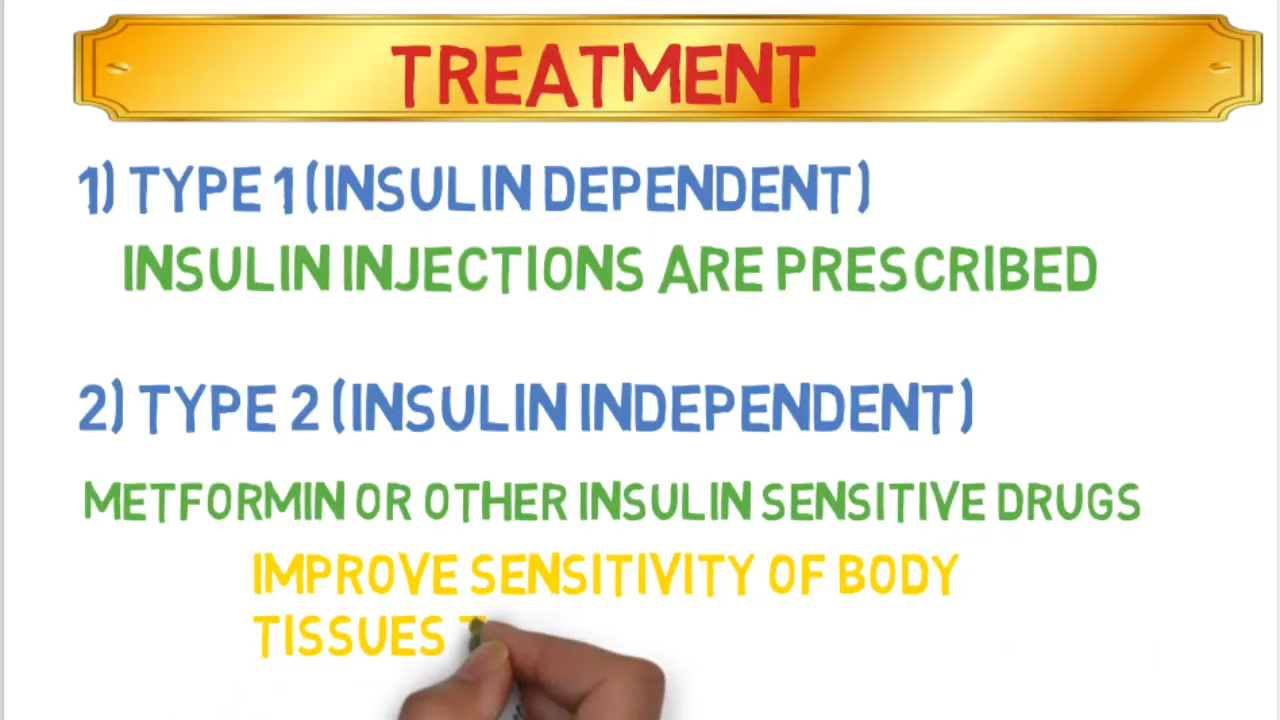 TREATMENT
1) TYPE 1 (INSULIN DEPENDENT)
INSULIN INJECTIONS ARE PRESCRIBED
2) TYPE 2 (INSULIN INDEPENDENT)
METFORMIN OR OTHER INSULIN SENSITIVE DRUGS
IMPROVE SENSITIVITY OF BODY
TISSUES